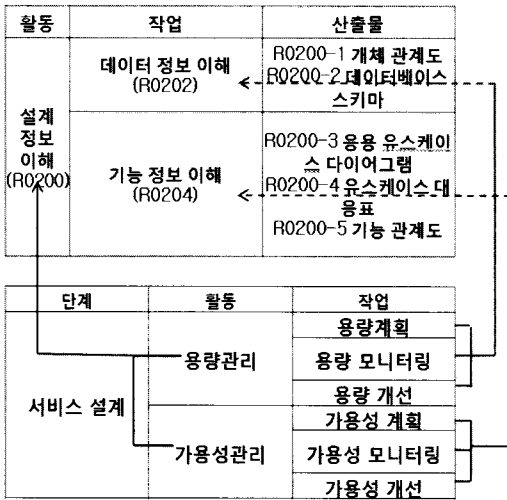 활동 작업 산출물
설계
정보
이해
(R0200)
데이터 정보 이해
(R0202)
R0200-1 개체 관계도
R0200-2 데이터베이스
스키마
기능 정보 이해
(R0204)
R0200-3 응용 유스케이
스 다이어그램
R0200-4 유스케이스 대
응표
R0200-5 기능 관계도
단계 활동 작업
서비스 설계
용량관리
용량계획
용량 모니터링
용량 개선
가용성관리
가용성 계획
가용성 모니터링
가용성 개선